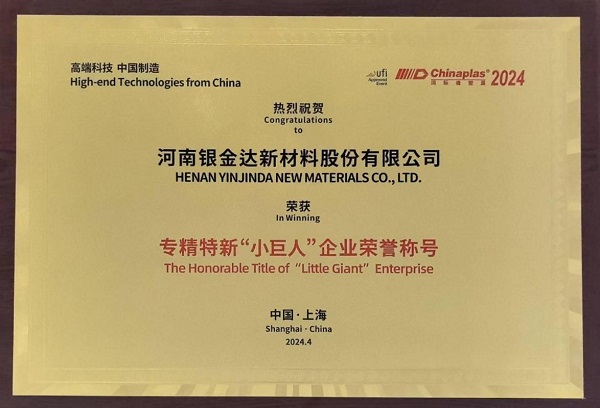 高端科技 中国制造
High-end Technologies from China
ufi
Approved
Event
Chinaplas® 2024
国际橡塑展
热烈祝贺
Congratulations
to
河南银金达新材料股份有限公司
HENAN YINJINDA NEW MATERIALS CO., LTD.
荣获
In Winning
专精特新“小巨人”企业荣誉称号
The Honorable Title of “Little Giant” Enterprise
中国·上海
Shanghai · China
2024.4